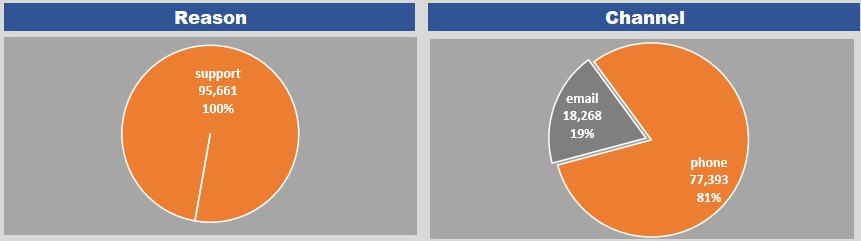 Reason
support
95,661
100%
Channel
email
18,268
19%
phone
77,393
81%